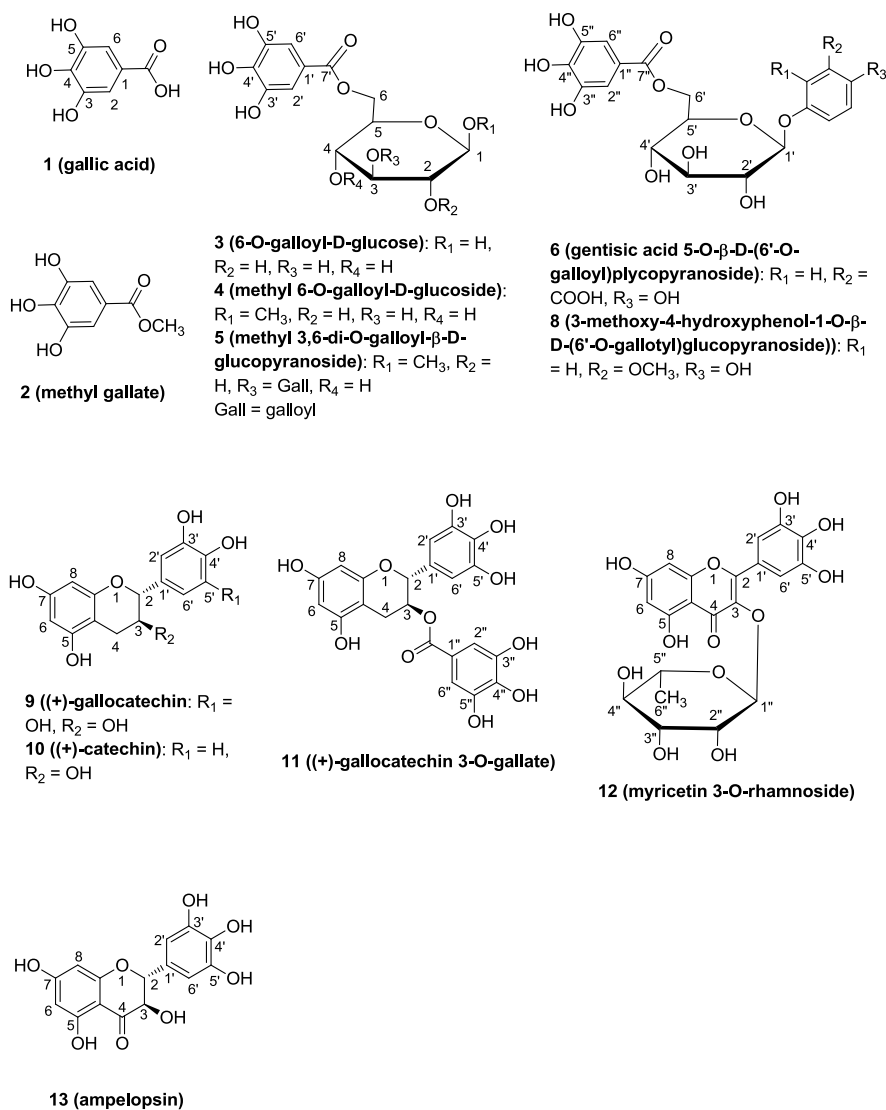 HO
HO
HO
5
6
4
3
2
1
O
OH
1 (gallic acid)
HO
HO
HO
5'
6'
4'
3'
2'
1'
7'
O
O
6
5
O
4
3
2
1
OR1
OR3
OR4
OR2
3 (6-O-galloyl-D-glucose): R1 = H,
R2 = H, R3 = H, R4 = H
4 (methyl 6-O-galloyl-D-glucoside):
R1 = CH3, R2 = H, R3 = H, R4 = H
5 (methyl 3,6-di-O-galloyl-β-D-
glucopyranoside): R1 = CH3, R2 =
H, R3 = Gall, R4 = H
Gall = galloyl
HO
HO
HO
5"
6"
4"
3"
2"
1"
7"
O
O
6'
5'
O
4'
3'
2'
1'
HO
OH
OH
O
R1
R2
R3
6 (gentisic acid 5-O-β-D-(6'-O-
galloyl)plycopyranoside): R1 = H, R2 =
COOH, R3 = OH
8 (3-methoxy-4-hydroxyphenol-1-O-β-
D-(6'-O-gallotyl)glucopyranoside)): R1
= H, R2 = OCH3, R3 = OH
HO
HO
HO
O
O
CH3
2 (methyl gallate)
OH
3'
OH
2'
4'
HO
8
O
1
7
2
1'
5'
R1
6'
6
5
4
3
R2
OH
9 ((+)-gallocatechin: R1 =
OH, R2 = OH
10 ((+)-catechin): R1 = H,
R2 = OH
OH
3'
OH
2'
4'
HO
8
O
1
7
2
1'
5'
OH
6'
6
5
4
3
OH
O
O
1"
2"
3"
OH
4"
OH
5"
OH
6"
11 ((+)-gallocatechin 3-O-gallate)
OH
3'
OH
2'
4'
HO
8
O
1
7
2
1'
5'
OH
6'
6
5
4
3
OH
O
O
5"
O
HO
CH3
6"
4"
1"
2"
3"
OH
OH
12 (myricetin 3-O-rhamnoside)
OH
3'
OH
2'
4'
HO
8
O
1
7
2
1'
5'
OH
6'
6
5
4
3
OH
OH
O
13 (ampelopsin)